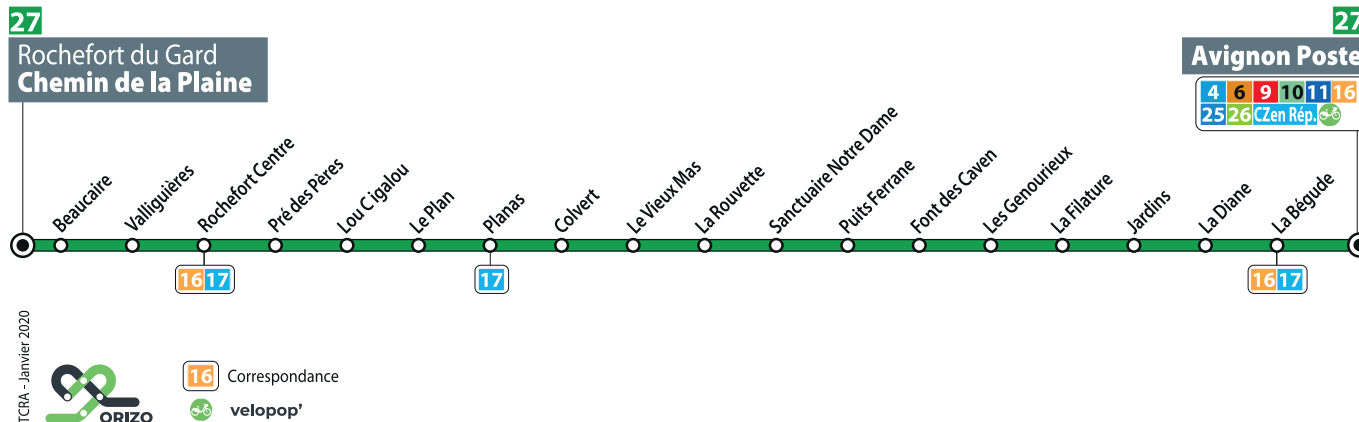 27
Rochefort du Gard
Chemin de la Plaine
27
Avignon Poste
4 6 9 10 11 16
25 26 CZen Rép.
Beaucaire
Valliguières
Rochefort Centre
Pré des Pères
Lou C igalou
Le Plan
Planas
Colvert
Le Vieux Mas
La Rouvette
Sanctuaire Notre Dame
Puits Ferrane
Font des Caven
Les Genourieux
La Filature
Jardins
La Diane
La Bégude
16 17
17
16 17
TCRA - Janvier 2020
ORIZO
16 Correspondance
velopop'